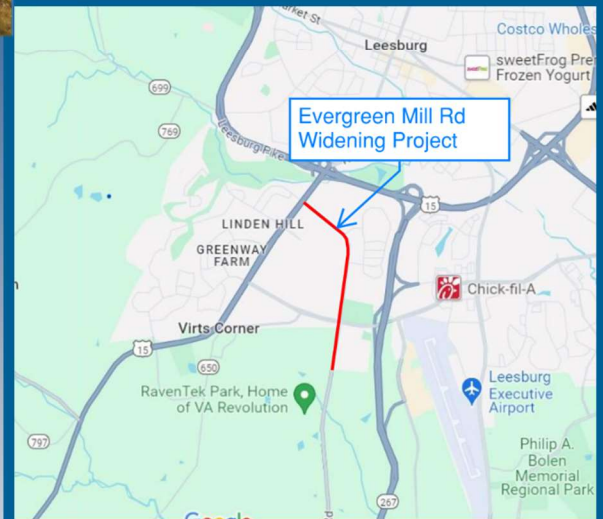 arket St
Leesburg
Costco Wholes
sweetFrog Pre
Frozen Yogurt
699
769
Leesburg Pike
Evergreen Mill Rd
Widening Project
15
LINDEN HILL
GREENWAY
FARM
Chick-fil-A
Virts Corner
15
650
RavenTek Park, Home
of VA Revolution
Leesburg
Executive
Airport
797
Philip A.
Bolen
Memorial
Regional Park
267
Google